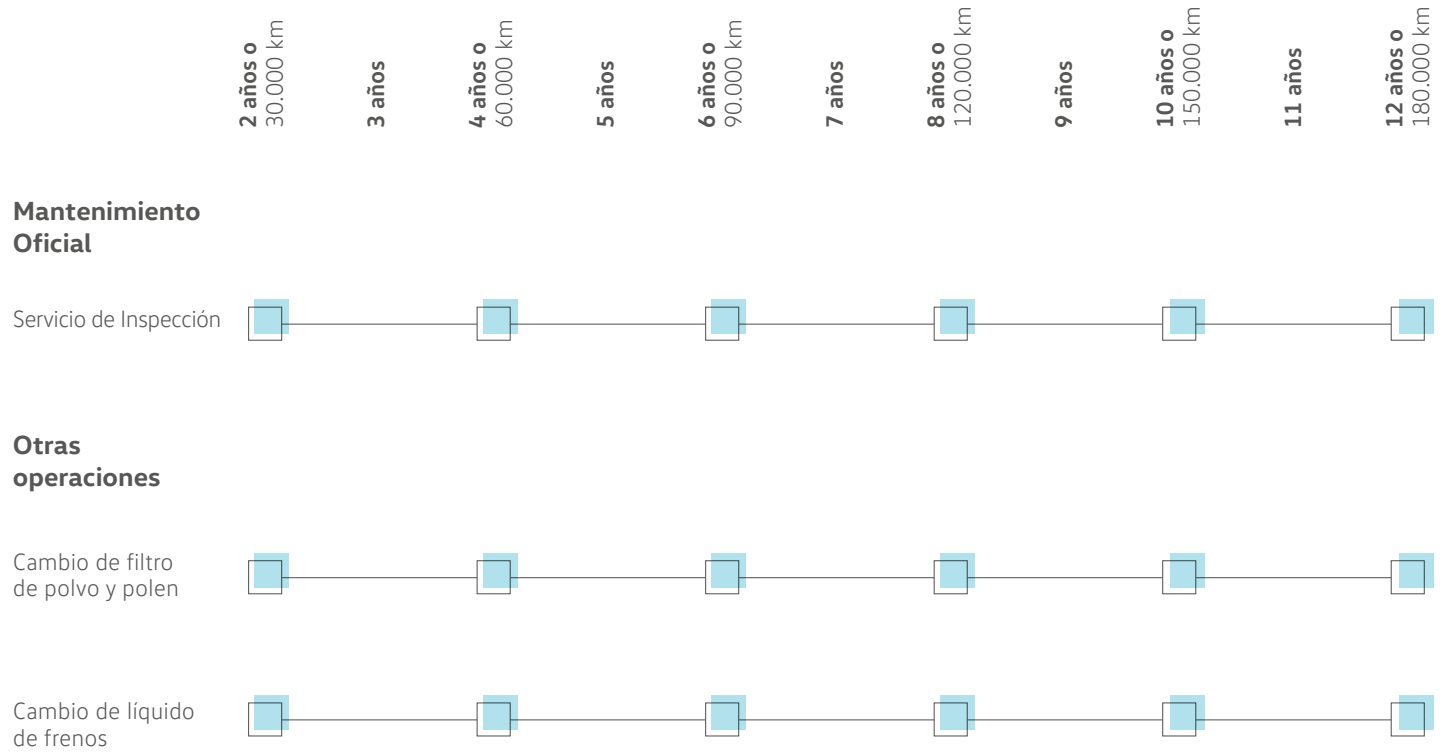 2 años o
30.000 km
3 años
4 años o
60.000 km
5 años
6 años o
90.000 km
7 años
8 años o
120.000 km
9 años
10 años o
150.000 km
11 años
12 años o
180.000 km
Mantenimiento
Oficial
Servicio de Inspección
Otras
operaciones
Cambio de filtro
de polvo y polen
Cambio de líquido
de frenos